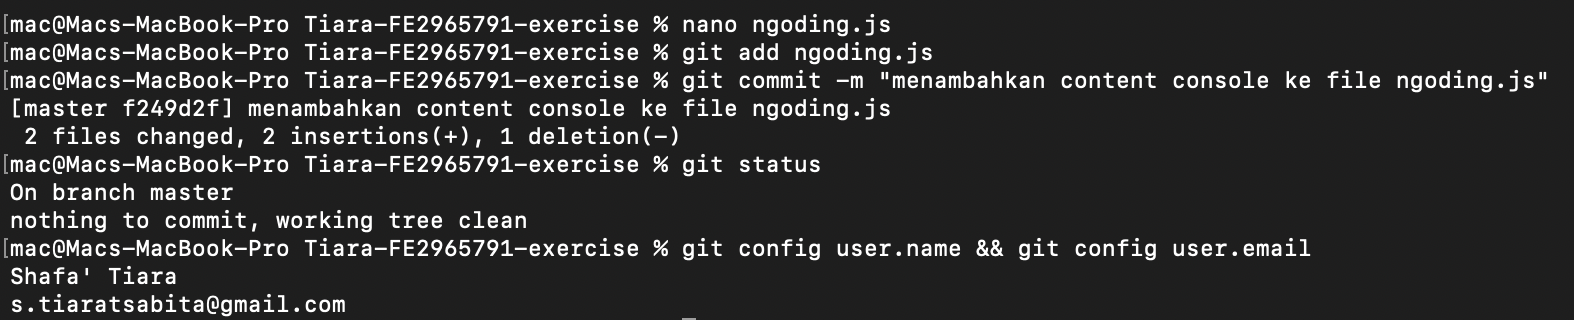 [mac@Macs-MacBook-Pro Tiara-FE2965791-exercise % nano ngoding.js
[mac@Macs-MacBook-Pro Tiara-FE2965791-exercise % git add ngoding.js
[mac@Macs-MacBook-Pro Tiara-FE2965791-exercise % git commit -m "menambahkan content console ke file ngoding.js"
[master f249d2f] menambahkan content console ke file ngoding.js
 2 files changed, 2 insertions(+), 1 deletion(-)
[mac@Macs-MacBook-Pro Tiara-FE2965791-exercise % git status
On branch master
nothing to commit, working tree clean
[mac@Macs-MacBook-Pro Tiara-FE2965791-exercise % git config user.name && git config user.email
Shafa' Tiara
s.tiaratsabita@gmail.com